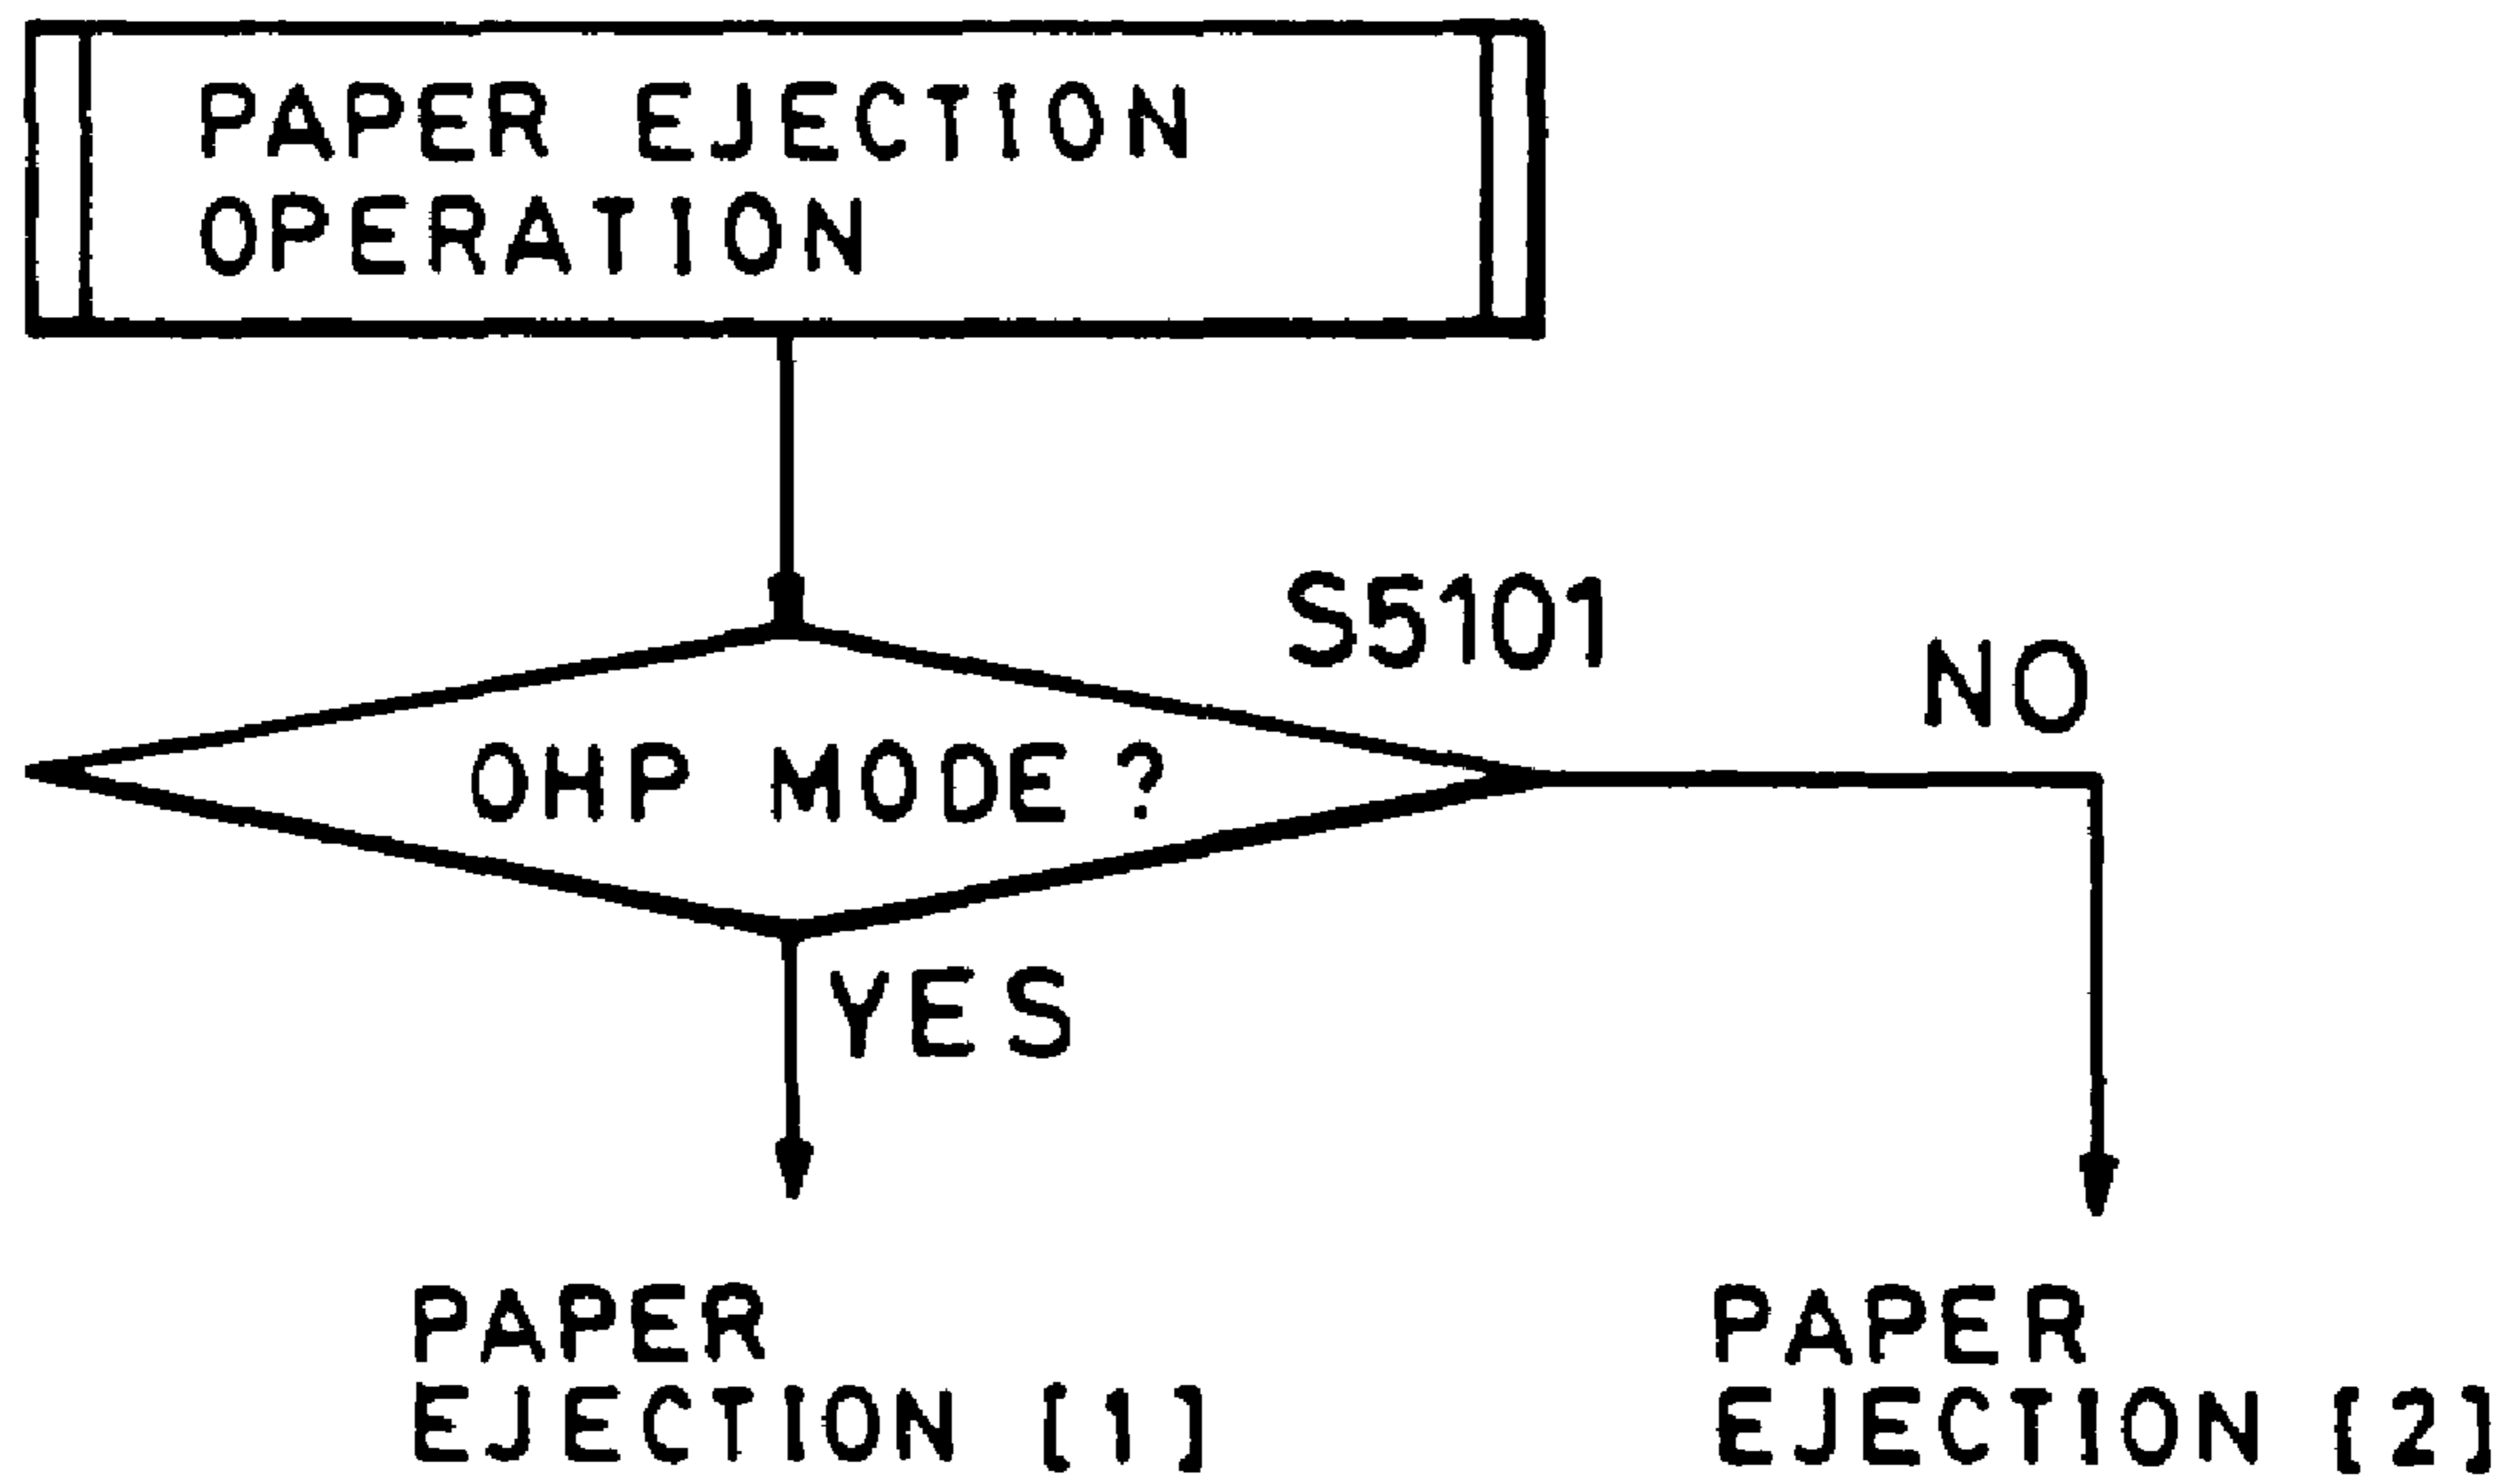 PAPER EJECTION
OPERATION
S5101
NO
OHP MODE ?
YES
PAPER
EJECTION [1]
PAPER
EJECTION [2]